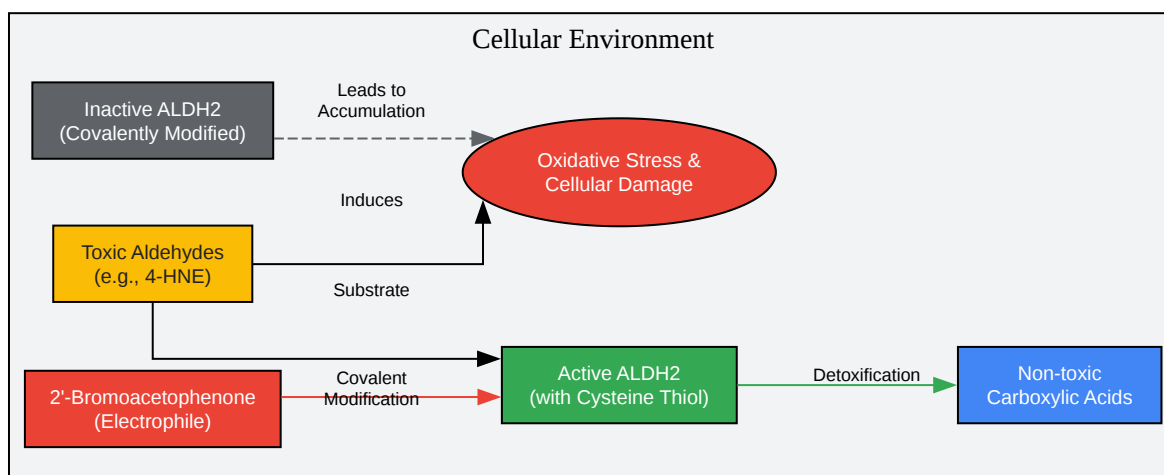 Cellular Environment
Leads to
Accumulation
Inactive ALDH2
(Covalently Modified)
Oxidative Stress &
Cellular Damage
Induces
Toxic Aldehydes
(e.g., 4-HNE)
Substrate
2'-Bromoacetophenone
(Electrophile)
Covalent
Modification
Active ALDH2
(with Cysteine Thiol)
Detoxification
Non-toxic
Carboxylic Acids